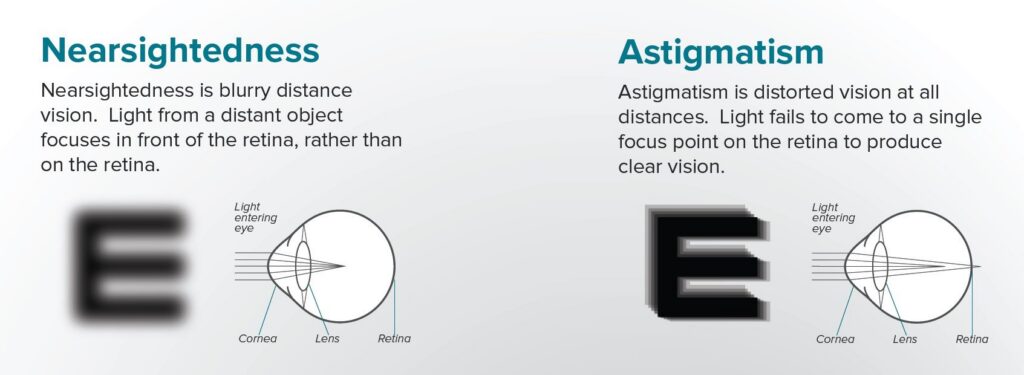 Nearsightedness
Nearsightedness is blurry distance
vision. Light from a distant object
focuses in front of the retina, rather than
on the retina.
E
Light
entering
eye
Cornea
Lens
Retina
Astigmatism
Astigmatism is distorted vision at all
distances. Light fails to come to a single
focus point on the retina to produce
clear vision.
E
Light
entering
eye
Cornea
Lens
Retina